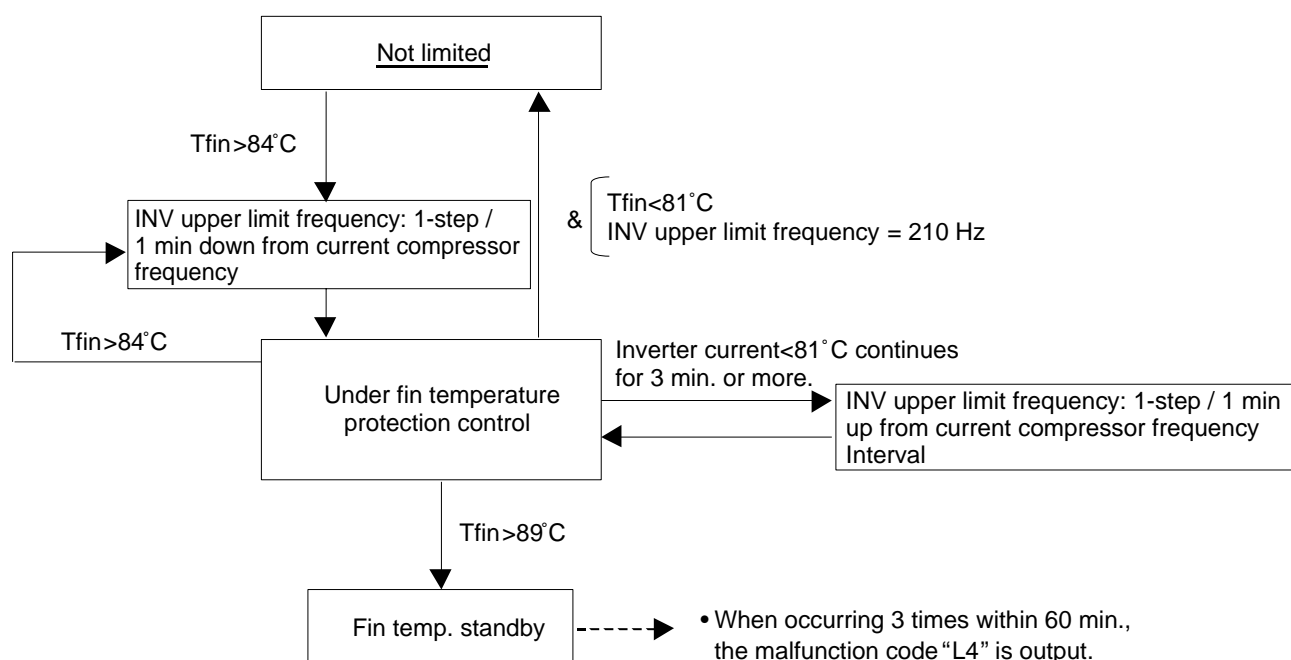 Not limited
Tfin>84°C
&
Tfin<81°C
INV upper limit frequency = 210 Hz
INV upper limit frequency: 1-step /
1 min down from current compressor
frequency
Tfin>84°C
Under fin temperature
protection control
Inverter current<81°C continues
for 3 min. or more.
INV upper limit frequency: 1-step / 1 min
up from current compressor frequency
Interval
Tfin>89°C
Fin temp. standby
• When occurring 3 times within 60 min.,
the malfunction code “L4” is output.